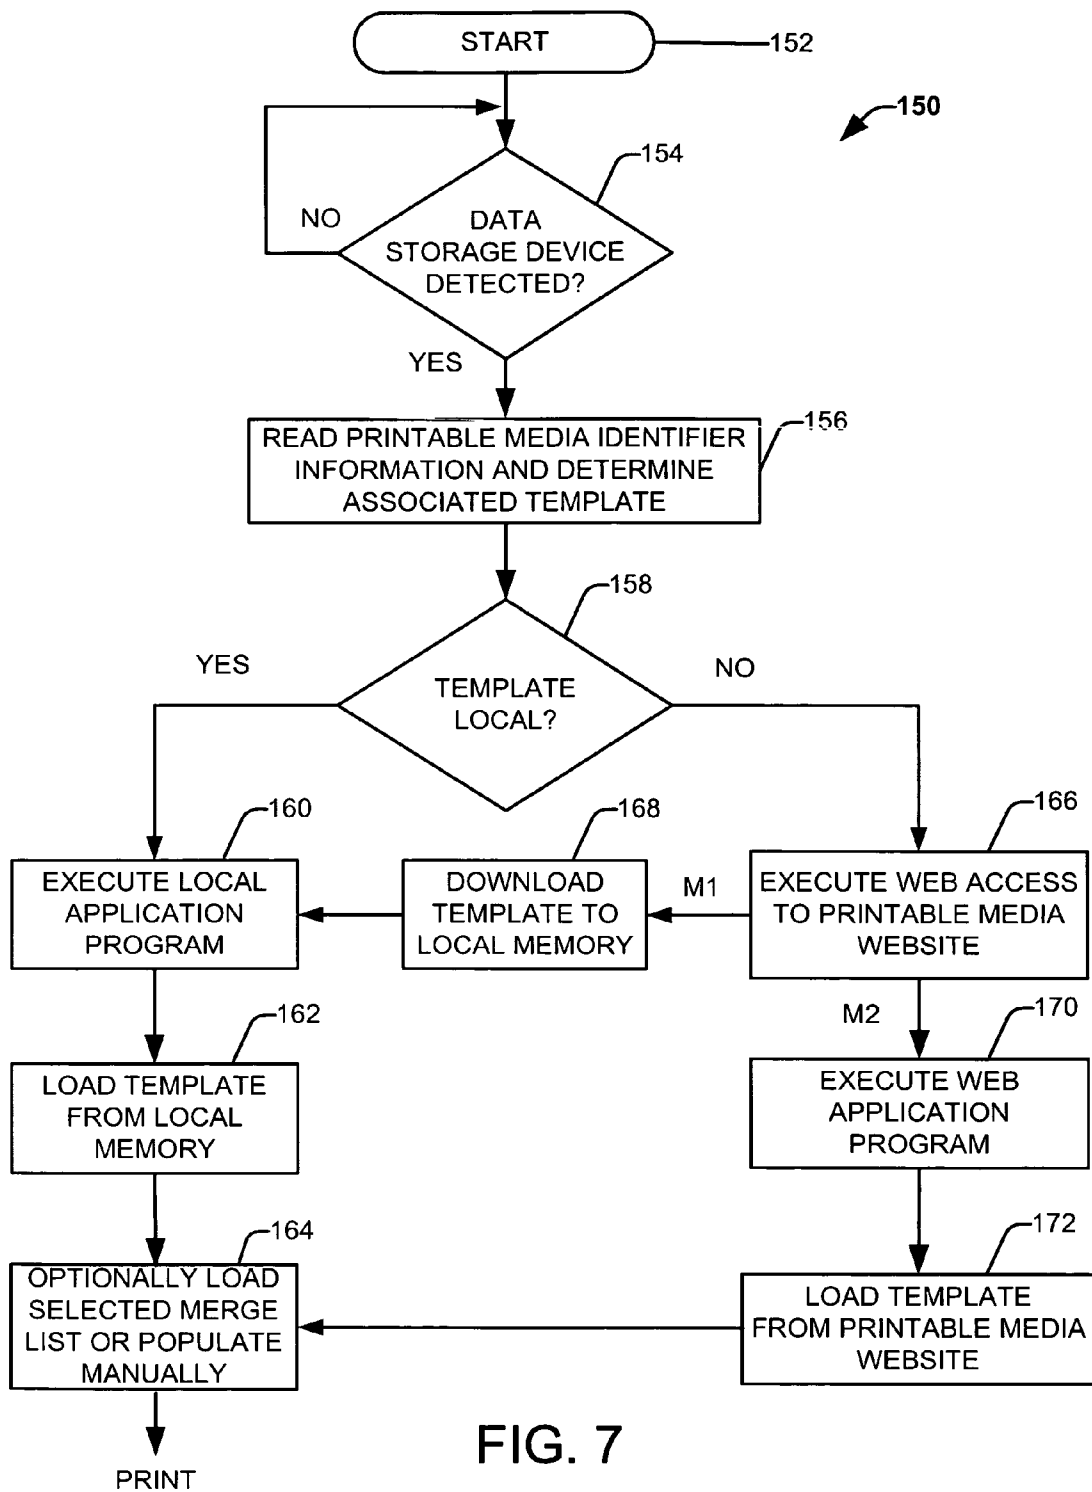 START
152
150
154
NO
DATA
STORAGE DEVICE
DETECTED?
YES
156
READ PRINTABLE MEDIA IDENTIFIER
INFORMATION AND DETERMINE
ASSOCIATED TEMPLATE
158
YES
NO
TEMPLATE
LOCAL?
160
168
166
EXECUTE LOCAL
APPLICATION
PROGRAM
DOWNLOAD
TEMPLATE TO
LOCAL MEMORY
M1
EXECUTE WEB ACCESS
TO PRINTABLE MEDIA
WEBSITE
162
M2
170
LOAD TEMPLATE
FROM LOCAL
MEMORY
EXECUTE WEB
APPLICATION
PROGRAM
164
172
OPTIONALLY LOAD
SELECTED MERGE
LIST OR POPULATE
MANUALLY
LOAD TEMPLATE
FROM PRINTABLE MEDIA
WEBSITE
FIG. 7
PRINT